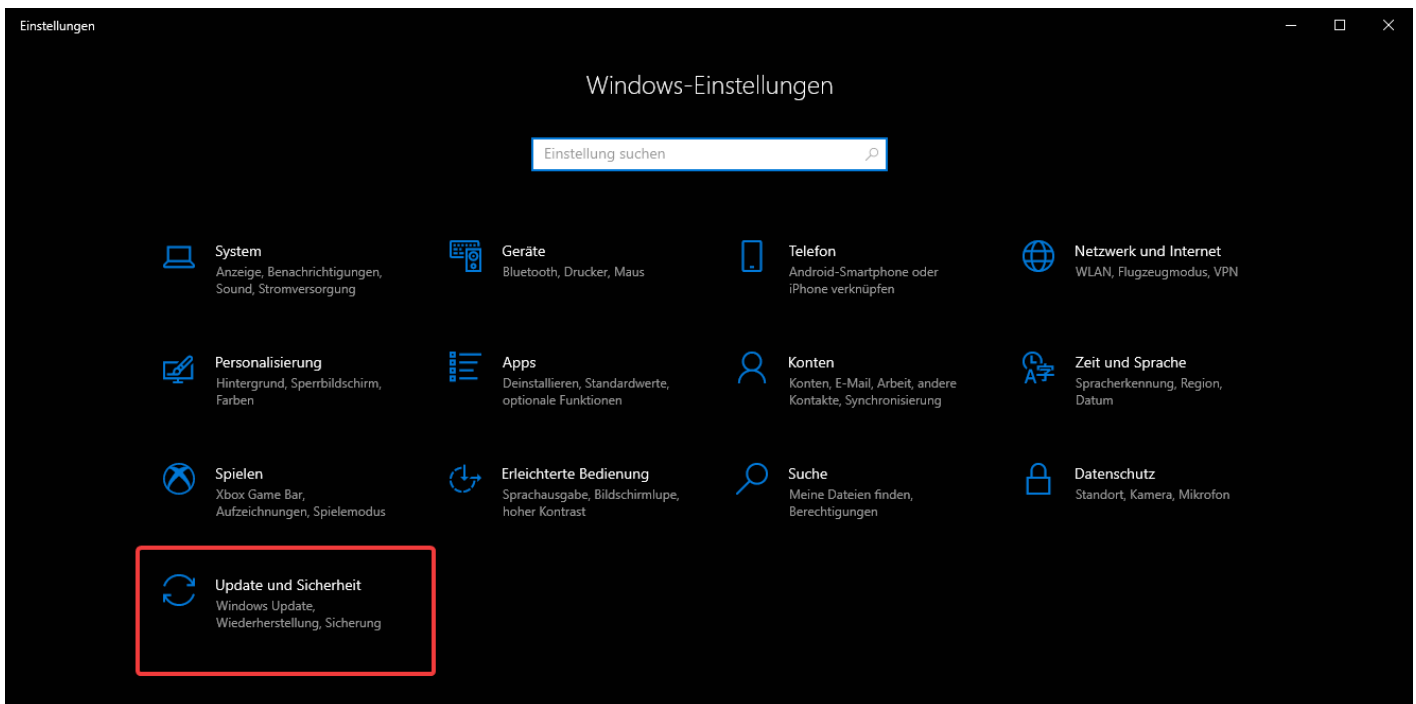 Einstellungen
Windows-Einstellungen
Einstellung suchen
System
Anzeige, Benachrichtigungen,
Sound, Stromversorgung
Geräte
Bluetooth, Drucker, Maus
Telefon
Android-Smartphone oder
iPhone verknüpfen
Netzwerk und Internet
WLAN, Flugzeugmodus, VPN
Personalisierung
Hintergrund, Sperrbildschirm,
Farben
Apps
Deinstallieren, Standardwerte,
optionale Funktionen
Konten
Konten, E-Mail, Arbeit, andere
Kontakte, Synchronisierung
Zeit und Sprache
Spracherkennung, Region,
Datum
Spielen
Xbox Game Bar,
Aufzeichnungen, Spielemodus
Erleichterte Bedienung
Sprachausgabe, Bildschirmlupe,
hoher Kontrast
Suche
Meine Dateien finden,
Berechtigungen
Datenschutz
Standort, Kamera, Mikrofon
Update und Sicherheit
Windows Update,
Wiederherstellung, Sicherung